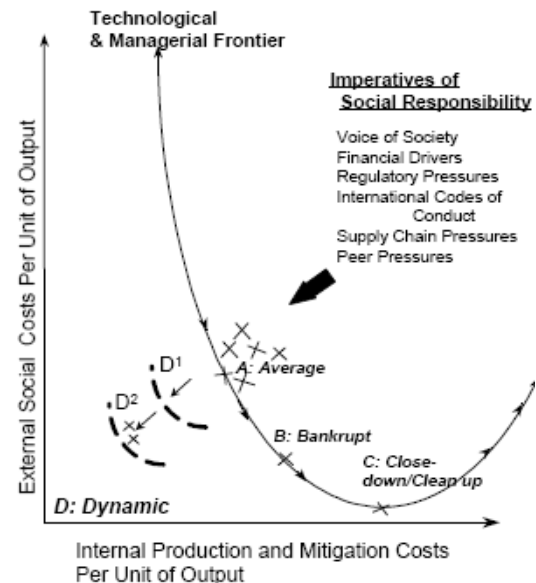 Technological
& Managerial Frontier
Imperatives of
Social Responsibility
Voice of Society
Financial Drivers
Regulatory Pressures
International Codes of
Conduct
Supply Chain Pressures
Peer Pressures
External Social Costs Per Unit of Output
D¹
A: Average
D²
B: Bankrupt
C: Close-
down/Clean up
D: Dynamic
Internal Production and Mitigation Costs
Per Unit of Output